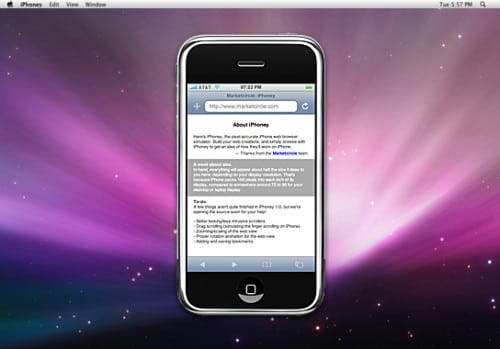 iPhoney Edit View Window Tue 5:57 PM
AT&T 07:22 PM
Marketcircle: iPhoney
http://www.marketcircle.com/
About iPhoney
Here's iPhoney, the pixel-accurate iPhone web browser
simulator. Build your web creations, and simply browse with
iPhoney to get an idea of how they'll work on iPhone.
— Thanks from the Marketcircle team.
A word about size.
In hand, everything will appear about half the size it does to
you here, depending on your display resolution. That's
because iPhone packs 160 pixels into each inch of its
display, compared to somewhere around 72 to 96 for your
desktop or laptop display.
To-do.
A few things aren't quite finished in iPhoney 1.0, but we're
opening the source soon for your help!
- Better looking/less intrusive scrollers
- Drag scrolling (simulating the finger scrolling on iPhone)
- Zooming/scaling of the web view
- Proper rotation animation for the web view
- Adding and saving bookmarks